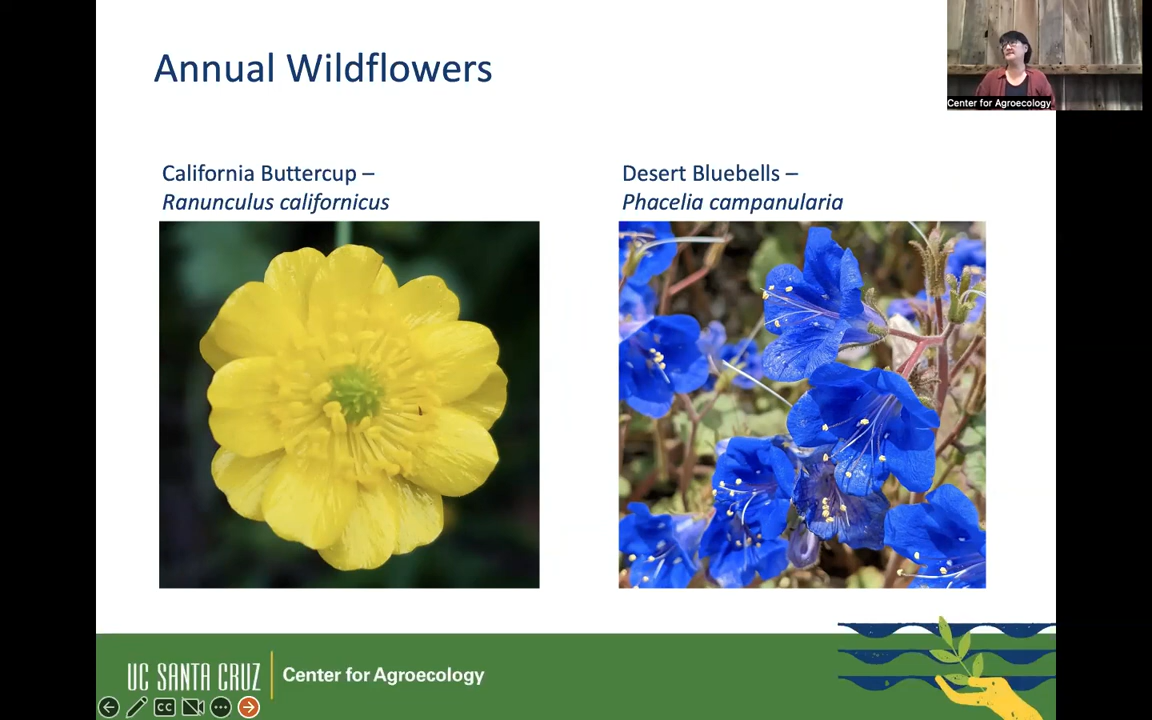 Annual Wildflowers
Center for Agroecology
California Buttercup –
Ranunculus californicus
Desert Bluebells –
Phacelia campanularia
UC SANTA CRUZ
Center for Agroecology
CC